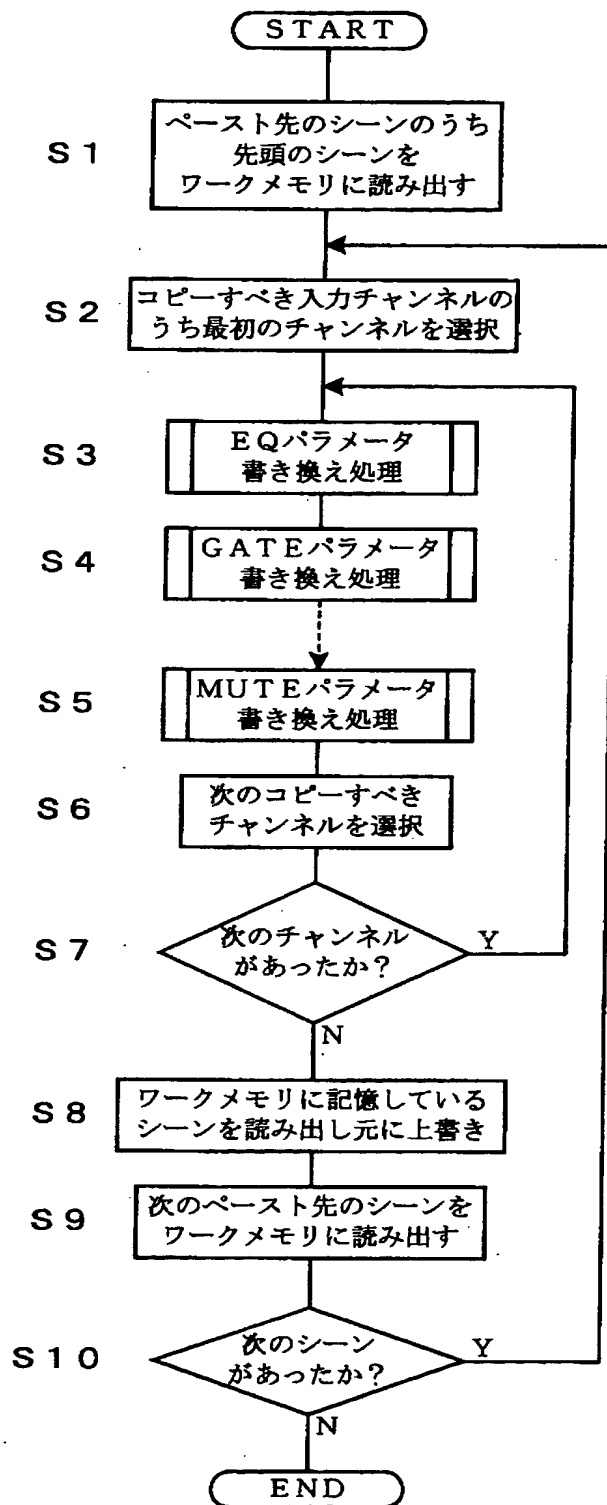 START
S1
ペースト先のシーンのうち
先頭のシーンを
ワークメモリに読み出す
S2
コピーすべき入力チャンネルの
うち最初のチャンネルを選択
S3
EQパラメータ
書き換え処理
S4
GATEパラメータ
書き換え処理
S5
MUTEパラメータ
書き換え処理
S6
次のコピーすべき
チャンネルを選択
S7
次のチャンネル
があったか?
Y
N
S8
ワークメモリに記憶している
シーンを読み出し元に上書き
S9
次のペースト先のシーンを
ワークメモリに読み出す
S10
次のシーン
があったか?
Y
N
END